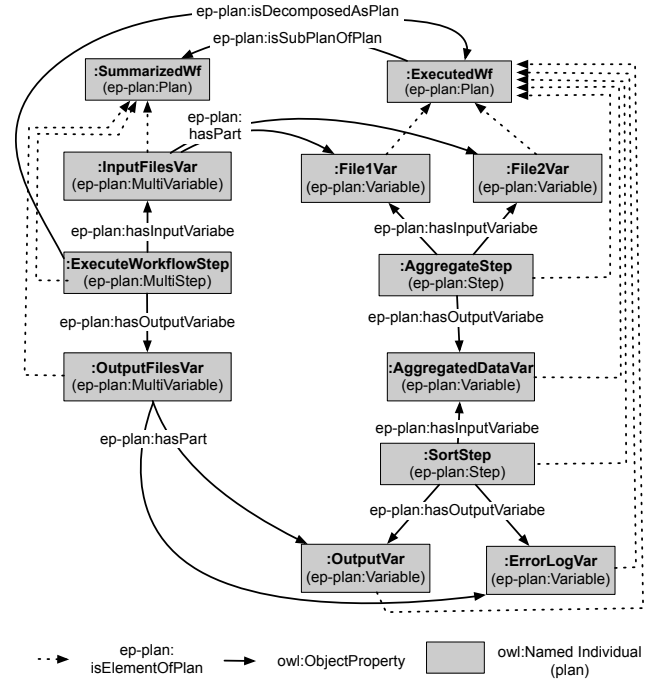 ep-plan:isDecomposedAsPlan
ep-plan:isSubPlanOfPlan
:SummarizedWf
(ep-plan:Plan)
:ExecutedWf
(ep-plan:Plan)
ep-plan:
hasPart
:InputFilesVar
(ep-plan:MultiVariable)
:File1Var
(ep-plan:Variable)
:File2Var
(ep-plan:Variable)
ep-plan:hasInputVariabe
ep-plan:hasInputVariabe
:ExecuteWorkflowStep
(ep-plan:MultiStep)
:AggregateStep
(ep-plan:Step)
ep-plan:hasOutputVariabe
ep-plan:hasOutputVariabe
:OutputFilesVar
(ep-plan:MultiVariable)
:AggregatedDataVar
(ep-plan:Variable)
ep-plan:hasPart
ep-plan:hasInputVariabe
:SortStep
(ep-plan:Step)
ep-plan:hasOutputVariabe
:OutputVar
(ep-plan:Variable)
:ErrorLogVar
(ep-plan:Variable)
ep-plan:
isElementOfPlan
owl:ObjectProperty
owl:Named Individual
(plan)